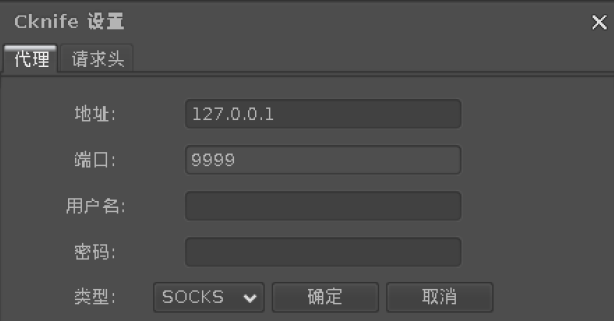 Cknife 设置
代理 请求头
地址: 127.0.0.1
端口: 9999
用户名:
密码:
类型: SOCKS 确定 取消